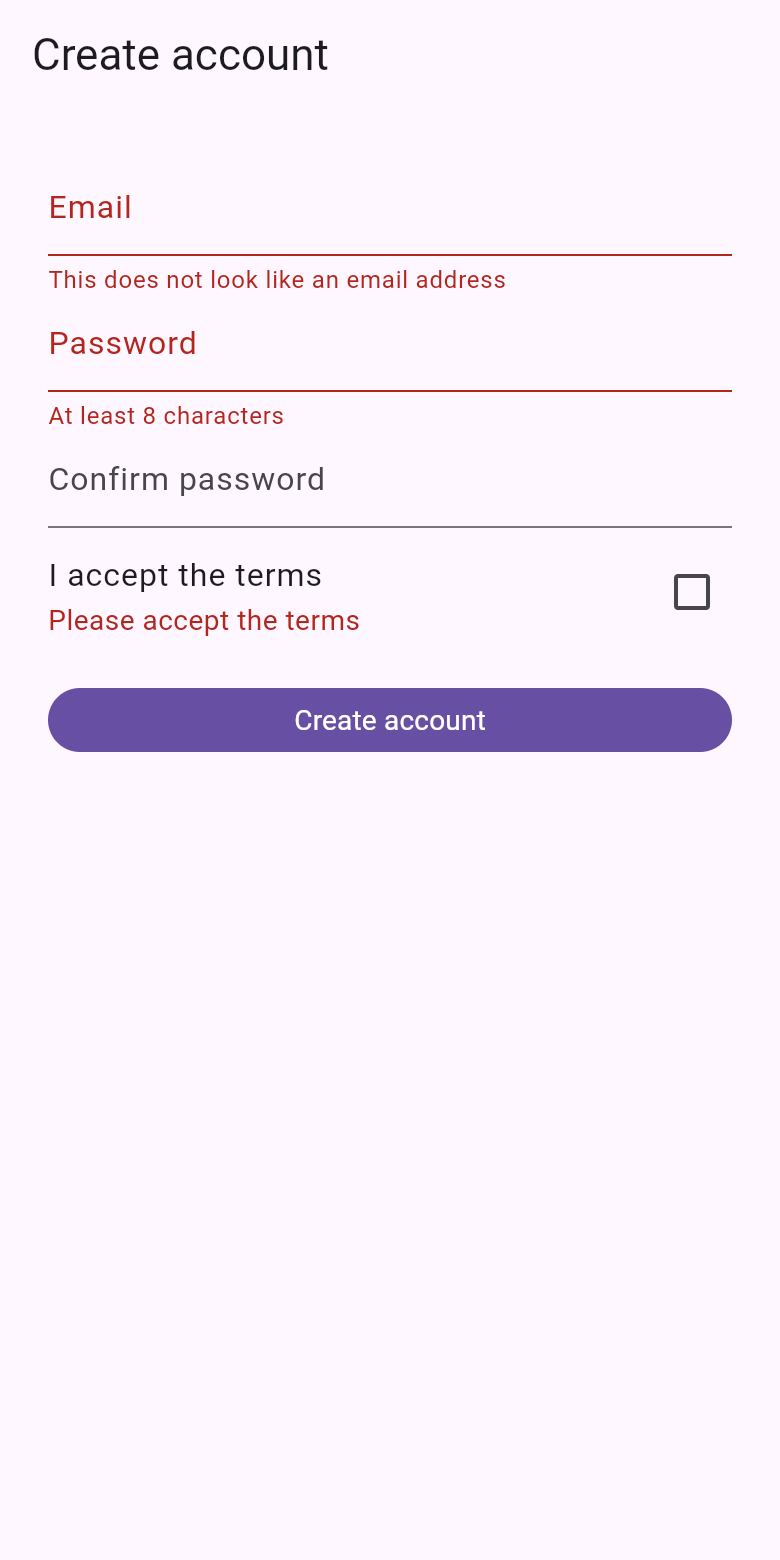 Create account
Email
This does not look like an email address
Password
At least 8 characters
Confirm password
I accept the terms
Please accept the terms
Create account